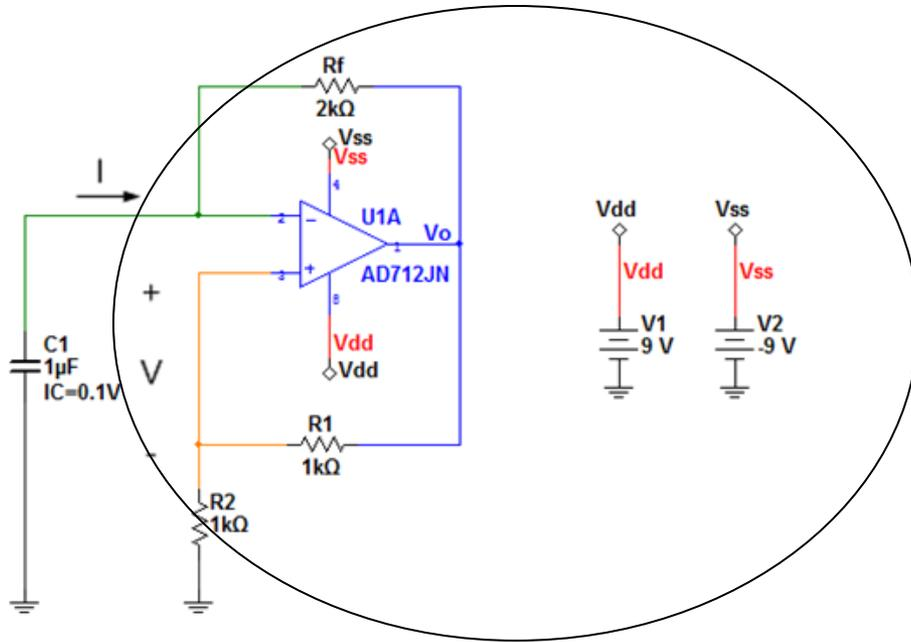 Rf
2kΩ
Vss
Vss
4
I
2
−
U1A
Vo
1
+
3
AD712JN
8
Vdd
Vdd
+
V
-
C1
1µF
IC=0.1V
R1
1kΩ
R2
1kΩ
Vdd
Vss
Vdd
Vss
V1
9 V
V2
-9 V